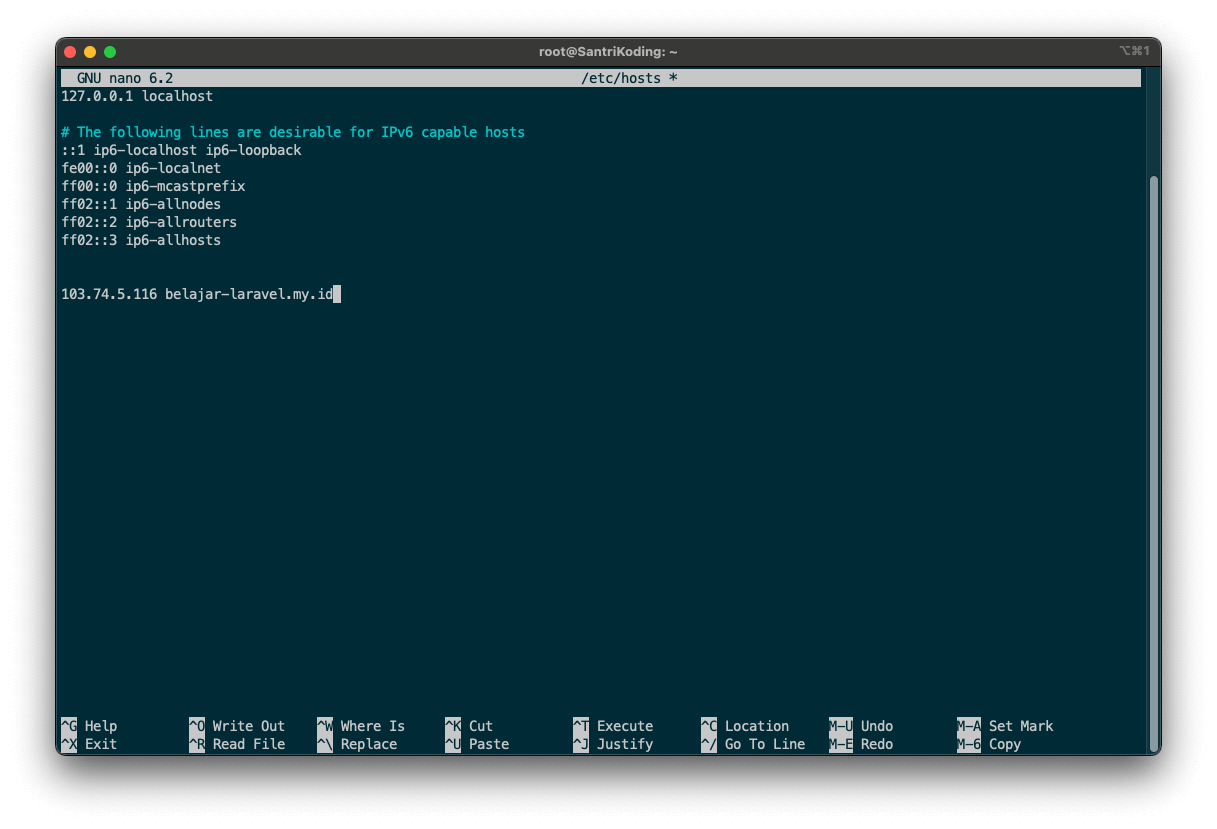 root@SantriKoding: ~
⌥⌘1
GNU nano 6.2 /etc/hosts *
127.0.0.1 localhost
# The following lines are desirable for IPv6 capable hosts
::1 ip6-localhost ip6-loopback
fe00::0 ip6-localnet
ff00::0 ip6-mcastprefix
ff02::1 ip6-allnodes
ff02::2 ip6-allrouters
ff02::3 ip6-allhosts
103.74.5.116 belajar-laravel.my.id
^G Help ^O Write Out ^W Where Is ^K Cut ^T Execute ^C Location M-U Undo M-A Set Mark
^X Exit ^R Read File ^\ Replace ^U Paste ^J Justify ^/ Go To Line M-E Redo M-6 Copy